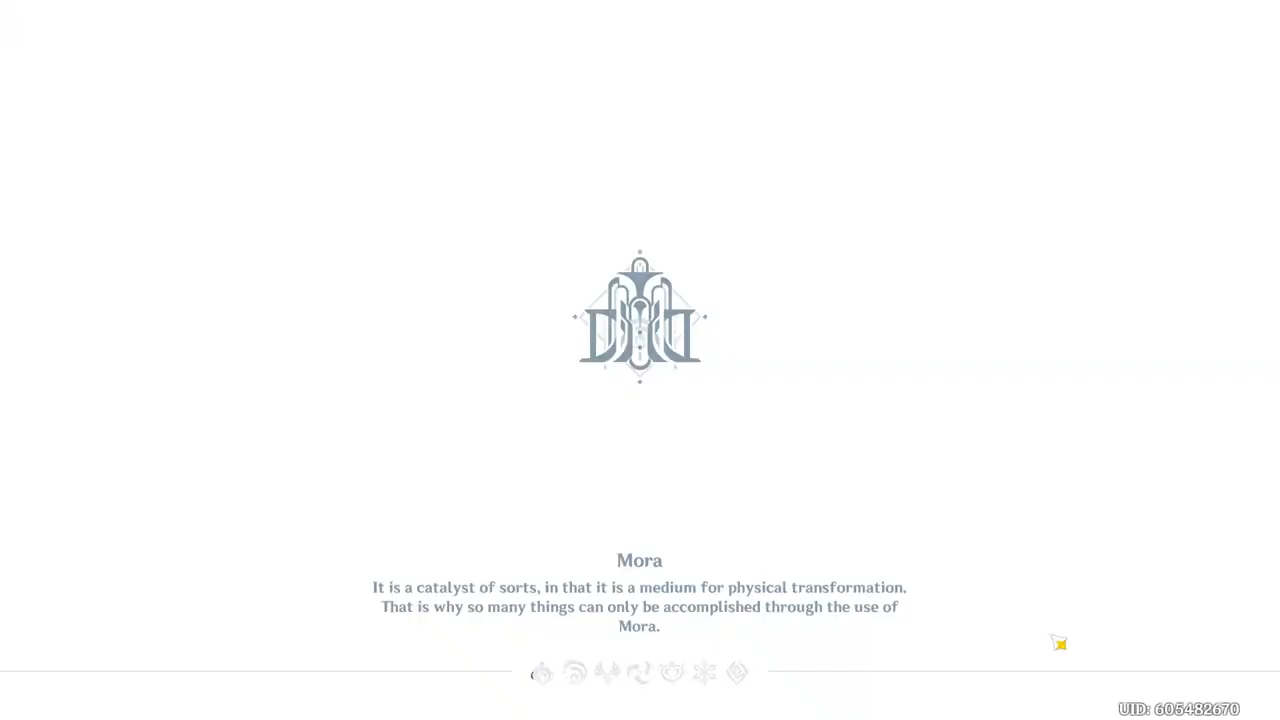 Mora
It is a catalyst of sorts, in that it is a medium for physical transformation.
That is why so many things can only be accomplished through the use of
Mora.
UID: 605482670